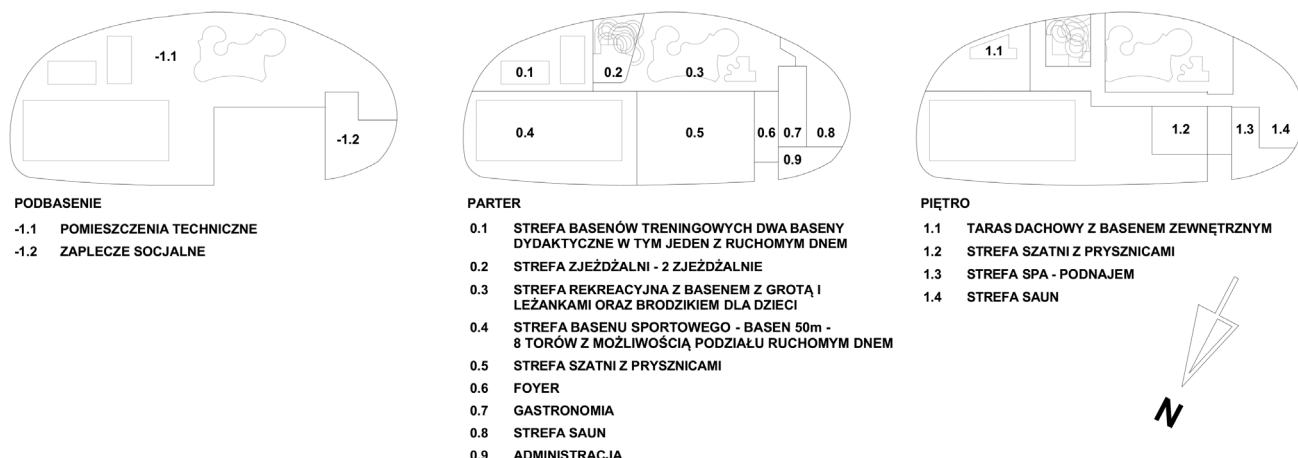 -1.1
-1.2
PODBASENIE
-1.1 POMIESZCZENIA TECHNICZNE
-1.2 ZAPLECZE SOCJALNE
0.1
0.2
0.3
0.4
0.5
0.6
0.7
0.8
0.9
PARTER
0.1 STREFA BASENÓW TRENINGOWYCH DWA BASENY
DYDAKTYCZNE W TYM JEDEN Z RUCHOMYM DNEM
0.2 STREFA ZJEŻDŻALNI - 2 ZJEŻDŻALNIE
0.3 STREFA REKREACYJNA Z BASENEM Z GROTĄ I
LEŻANKAMI ORAZ BRODZIKIEM DLA DZIECI
0.4 STREFA BASENU SPORTOWEGO - BASEN 50m -
8 TORÓW Z MOŻLIWOŚCIĄ PODZIAŁU RUCHOMYM DNEM
0.5 STREFA SZATNI Z PRYSZNICAMI
0.6 FOYER
0.7 GASTRONOMIA
0.8 STREFA SAUN
0.9 ADMINISTRACJA
1.1
1.2
1.3
1.4
PIĘTRO
1.1 TARAS DACHOWY Z BASENEM ZEWNĘTRZNYM
1.2 STREFA SZATNI Z PRYSZNICAMI
1.3 STREFA SPA - PODNAJEM
1.4 STREFA SAUN
N